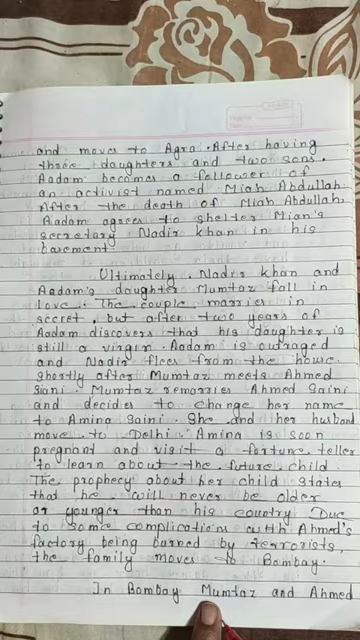 and moves to Agra. After having
three daughters and two sons.
Aadam becomes a follower of
an activist named Miah Abdullah.
After the death of Miah Abdullah,
Aadam agrees to shelter Mian's
secretary Nadir khan in his
basement.
Ultimately, Nadir khan and
Aadam's daughter Mumtaz fall in
love. The couple marries in
secret, but after two years of
Aadam discovers that his daughter is
still a virgin. Aadam is outraged
and Nadir flees from the house.
Shortly after Mumtaz meets Ahmed
Siani. Mumtaz remarries Ahmed Saini
and decides to change her name
to Amina Saini. She and her husband
move to Delhi. Amina is soon
pregnant and visit a fortune teller
to learn about the future child.
The prophecy about her child states
that he will never be older
or younger than his country. Due
to some complications with Ahmed's
factory being burned by terrorists,
the family moves to Bombay.
In Bombay Mumtaz and Ahmed